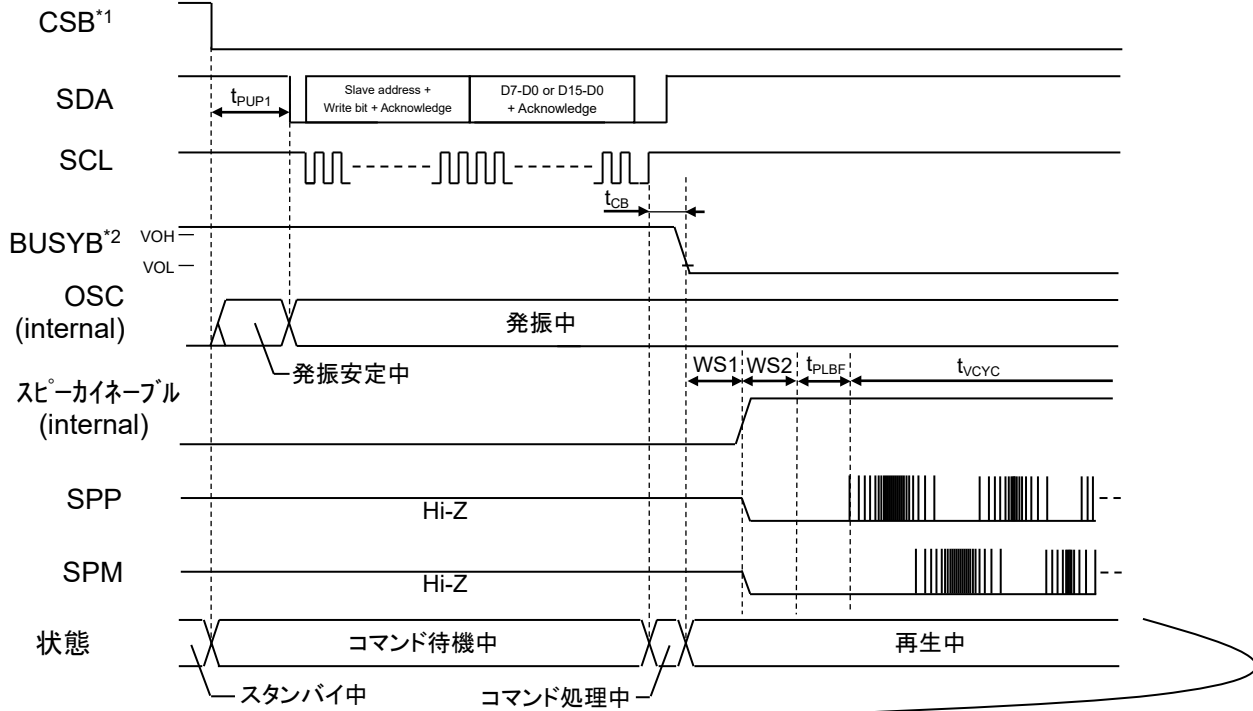 CSB*1
SDA
tPUP1
Slave address +
Write bit + Acknowledge
D7-D0 or D15-D0
+ Acknowledge
SCL
tCB
BUSYB*2
VOH
VOL
OSC
(internal)
発振中
発振安定中
WS1
WS2
tPLBF
tVCYC
スピーカイネーブル
(internal)
SPP
Hi-Z
SPM
Hi-Z
状態
コマンド待機中
再生中
スタンバイ中
コマンド処理中